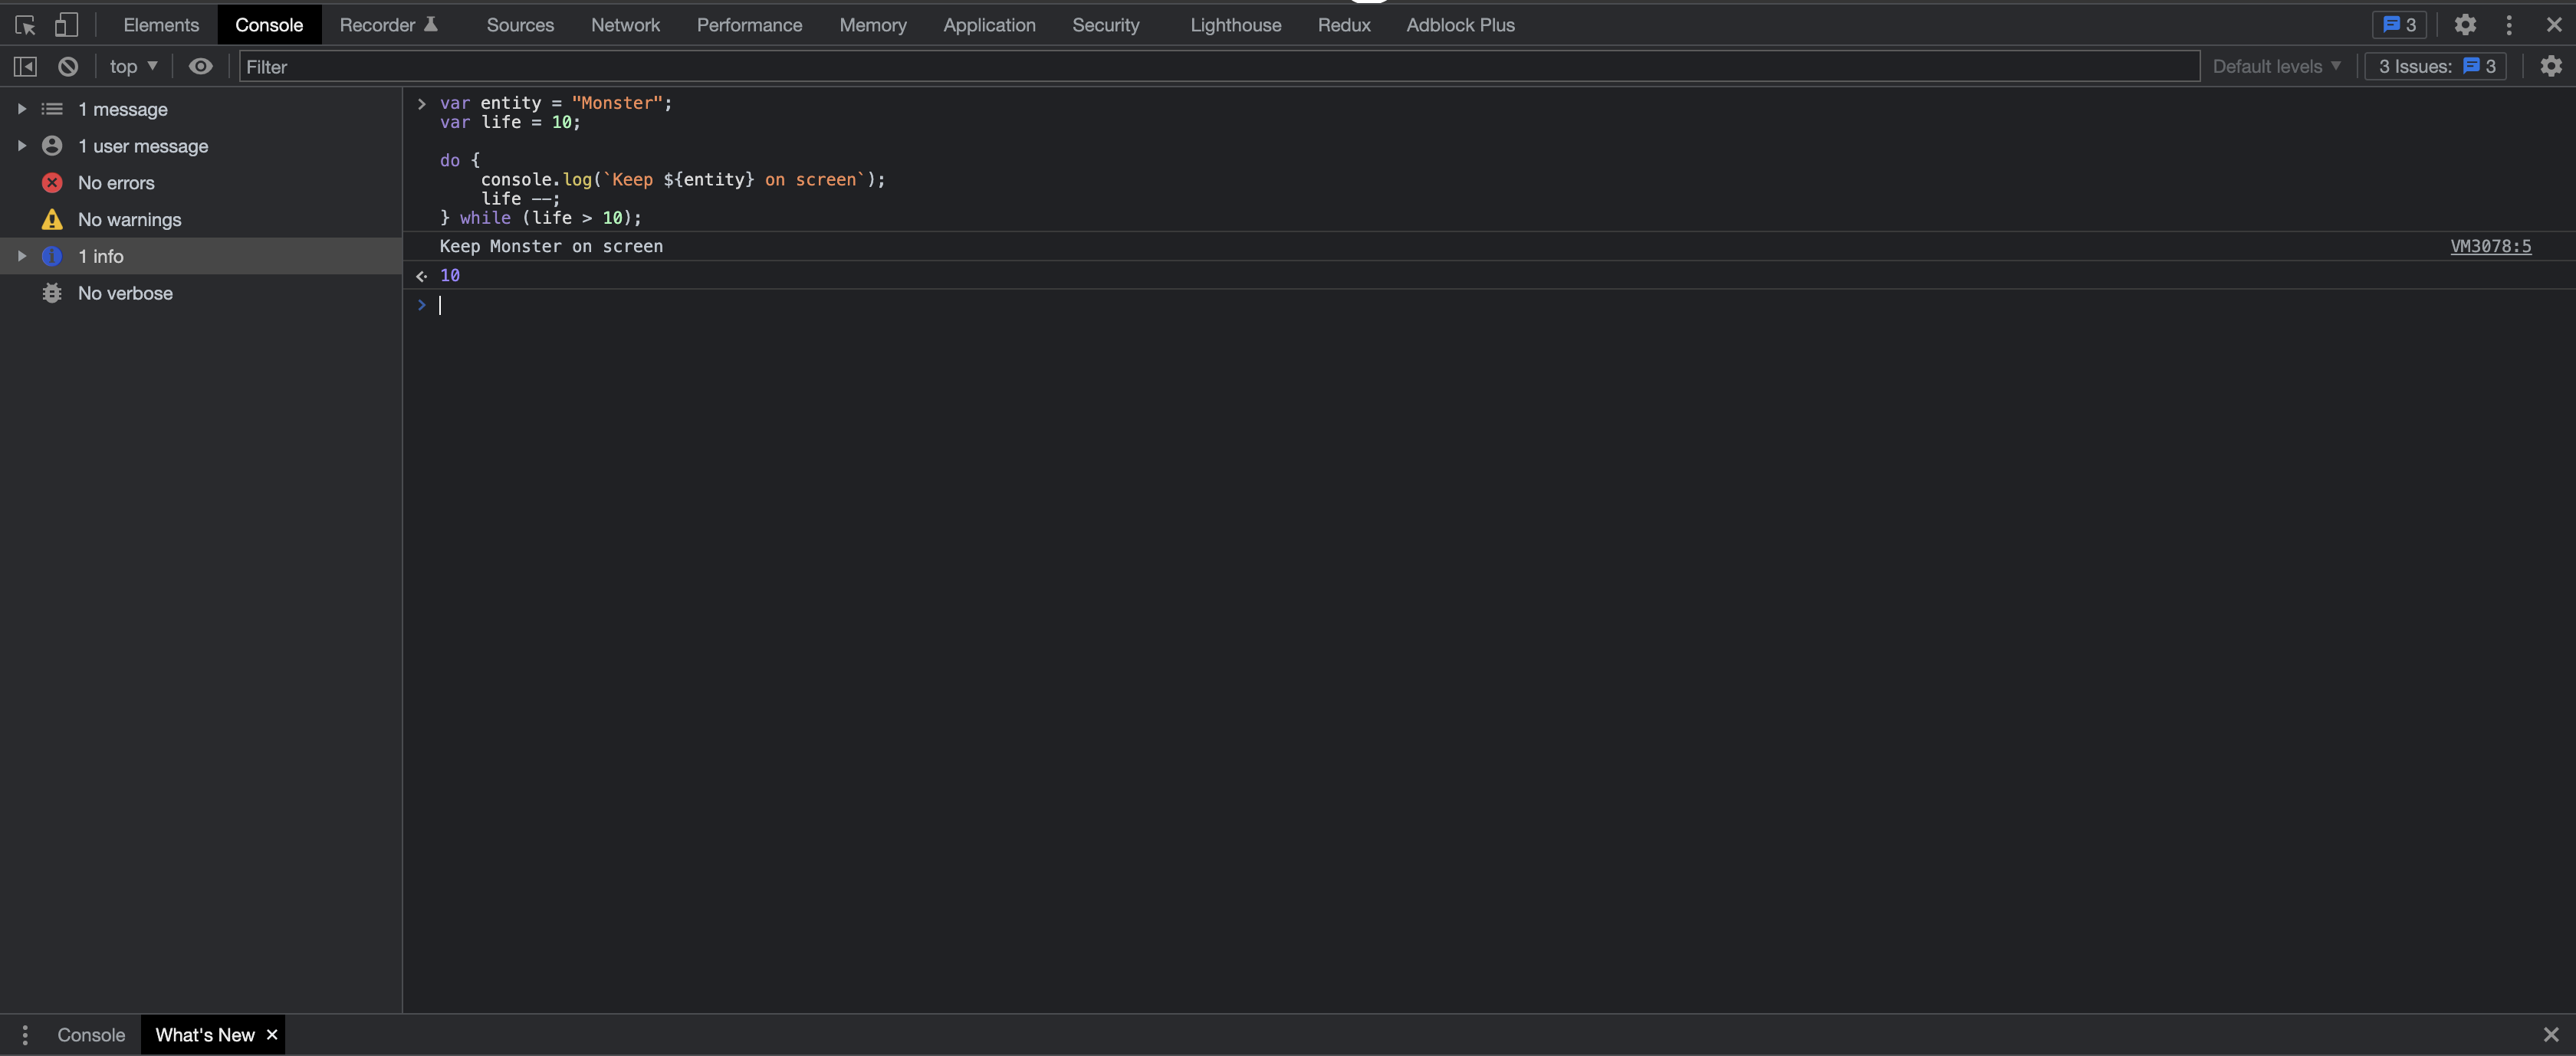 Elements Console Recorder Sources Network Performance Memory Application Security Lighthouse Redux Adblock Plus 3
top Filter Default levels 3 Issues: 3
1 message
1 user message
No errors
No warnings
1 info
No verbose
var entity = "Monster";
var life = 10;
do {
console.log(`Keep ${entity} on screen`);
life --;
} while (life > 10);
Keep Monster on screen VM3078:5
10
Console What's New